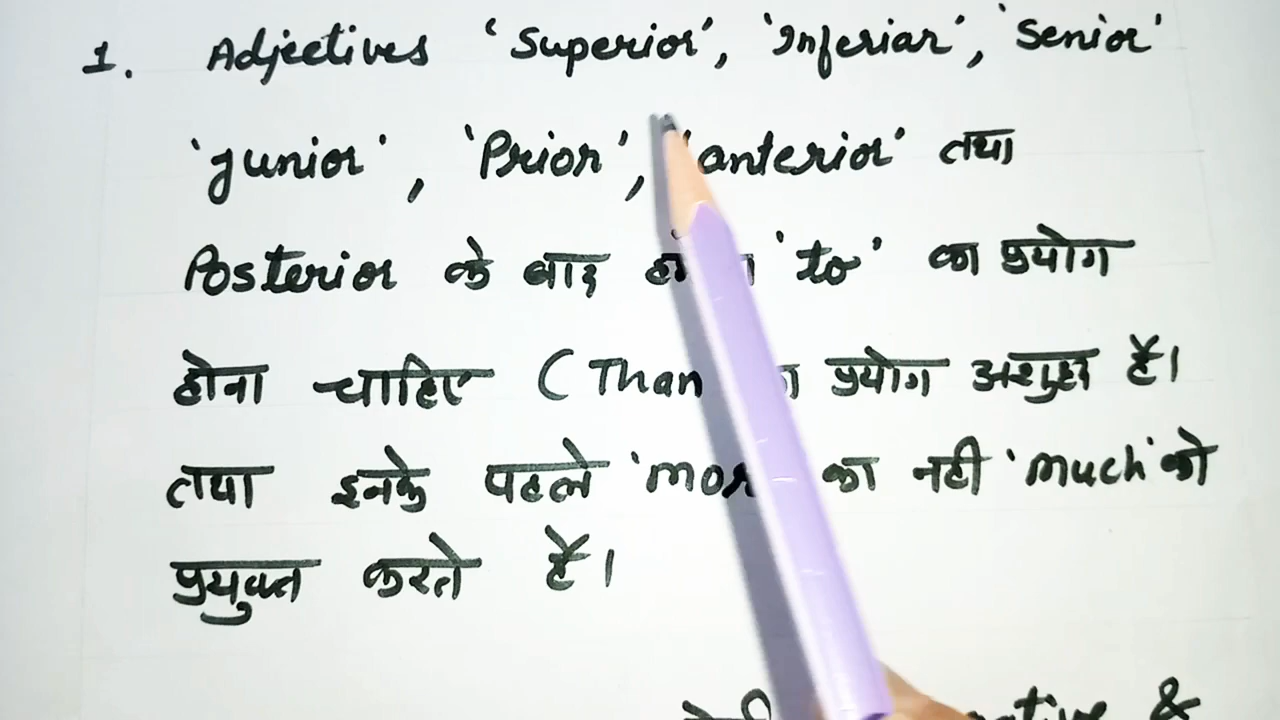 1. Adjectives 'Superior', 'Inferiar', 'Senior'
'junior', 'Prior', 'anterior' तथा
Posterior के बाद 'to' का प्रयोग
होना चाहिए (Than प्रयोग अशुद्ध है।
तथा इनके पहले 'mor का नही 'much' को
प्रयुक्त करते हैं।
&